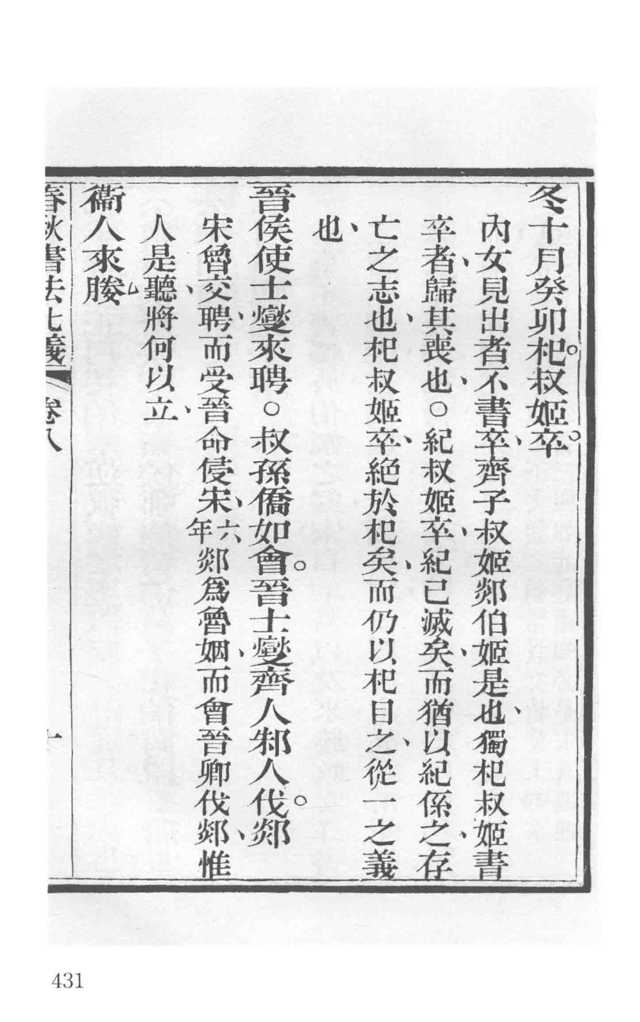 冬十月癸卯杞叔姬卒。
內女見出者不書卒、齊子叔姬郯伯姬是也、獨杞叔姬書
卒者、歸其喪也、○紀叔姬卒、紀已滅矣、而猶以紀係之、存
亡之志也、杞叔姬卒、絕於杞矣、而仍以杞目之、從一之義
也、
晉侯使士燮來聘○叔孫僑如會。晉士燮齊人邾人伐。郯
宋魯交聘、而受晉命侵宋、六年郯為魯姻、而會晉卿伐郯、惟
人是聽、將何以立、
衞人來媵
春秋書法比義
卷八
十
431